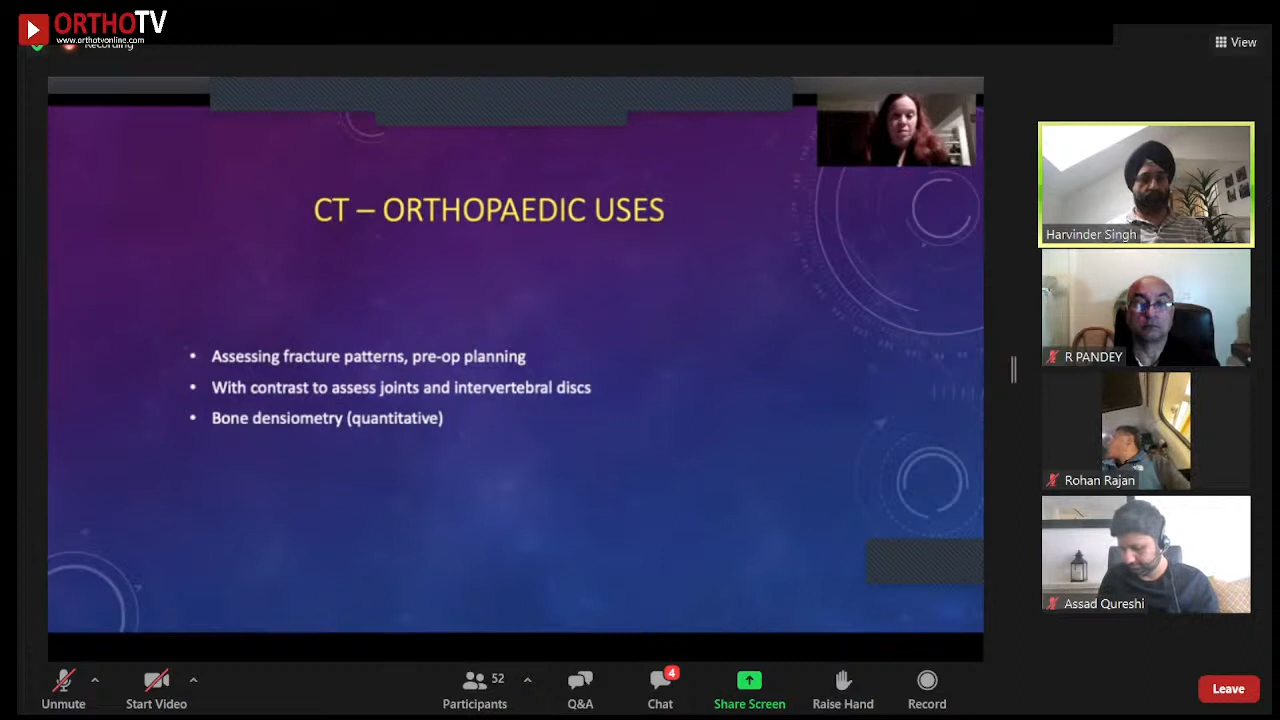 ORTHOTV
www.orthotvonline.com
Recording
View
CT – ORTHOPAEDIC USES
• Assessing fracture patterns, pre-op planning
• With contrast to assess joints and intervertebral discs
• Bone densiometry (quantitative)
Harvinder Singh
R PANDEY
Rohan Rajan
Assad Qureshi
Unmute
Start Video
52
Participants
Q&A
4
Chat
Share Screen
Raise Hand
Record
Leave